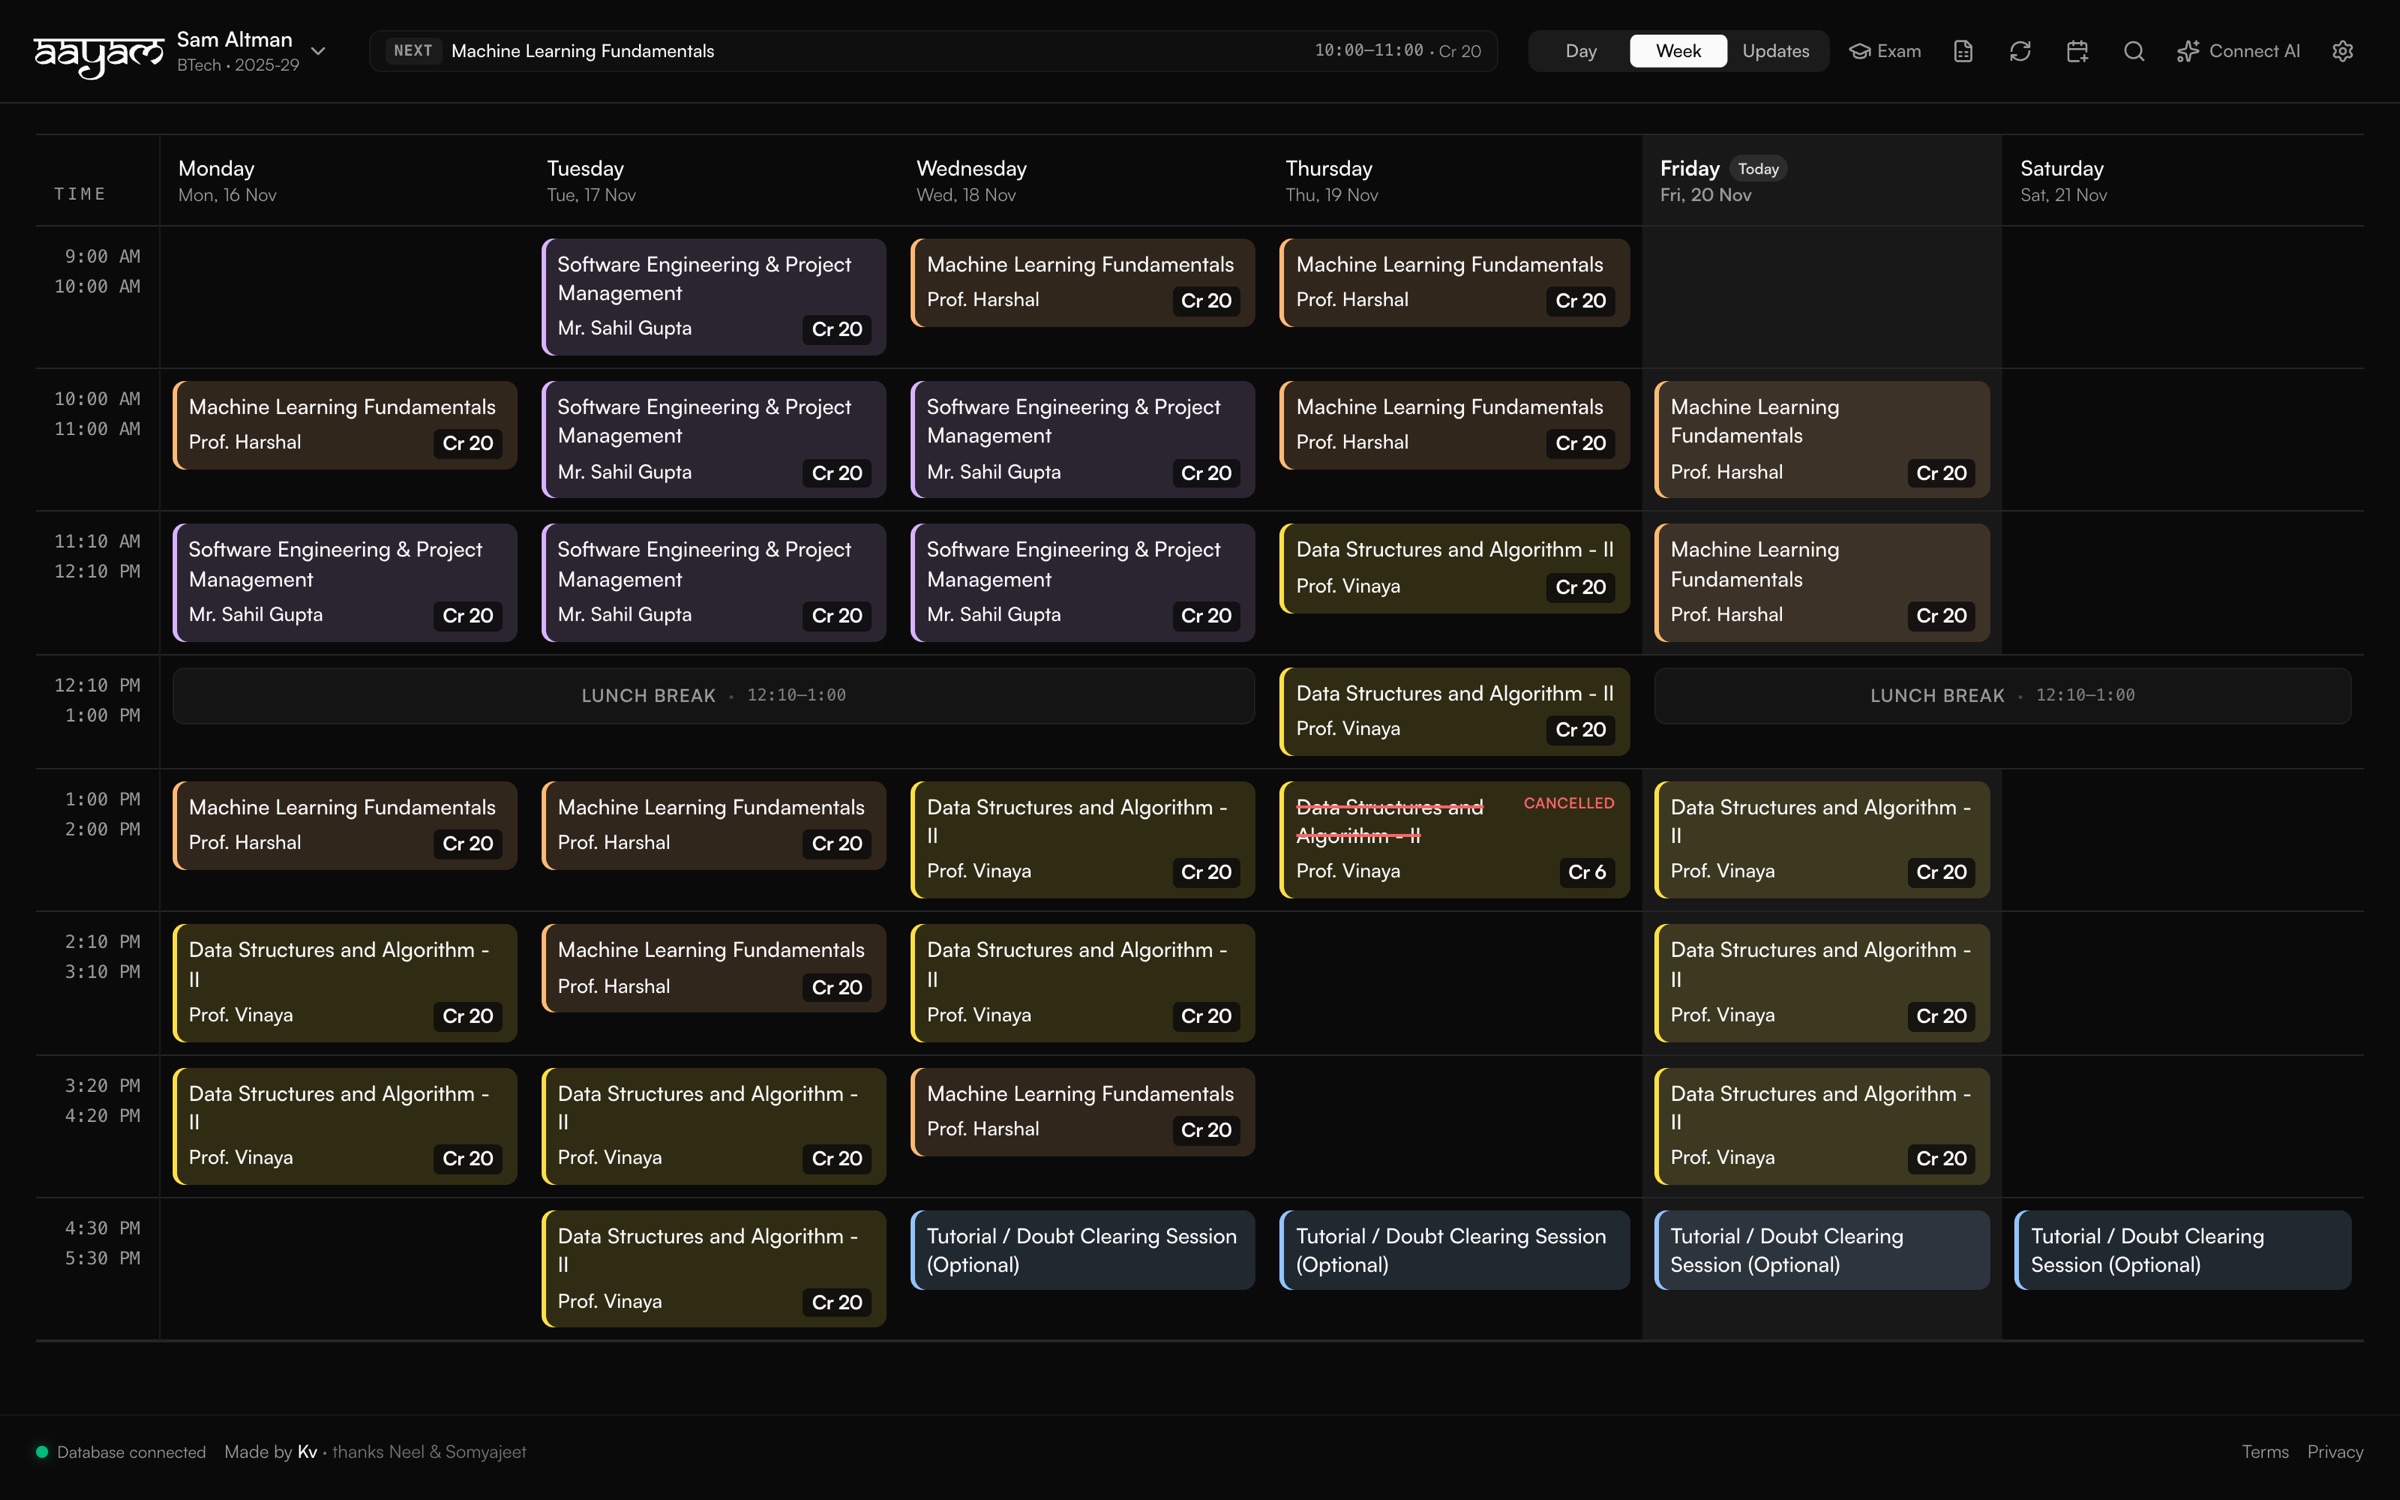 aayam
Sam Altman
BTech • 2025-29
NEXT Machine Learning Fundamentals 10:00–11:00 · Cr 20
Day Week Updates Exam Connect AI
TIME
Monday
Mon, 16 Nov
Tuesday
Tue, 17 Nov
Wednesday
Wed, 18 Nov
Thursday
Thu, 19 Nov
Friday Today
Fri, 20 Nov
Saturday
Sat, 21 Nov
9:00 AM
10:00 AM
Software Engineering & Project
Management
Mr. Sahil Gupta Cr 20
Machine Learning Fundamentals
Prof. Harshal Cr 20
Machine Learning Fundamentals
Prof. Harshal Cr 20
10:00 AM
11:00 AM
Machine Learning Fundamentals
Prof. Harshal Cr 20
Software Engineering & Project
Management
Mr. Sahil Gupta Cr 20
Software Engineering & Project
Management
Mr. Sahil Gupta Cr 20
Machine Learning Fundamentals
Prof. Harshal Cr 20
Machine Learning
Fundamentals
Prof. Harshal Cr 20
11:10 AM
12:10 PM
Software Engineering & Project
Management
Mr. Sahil Gupta Cr 20
Software Engineering & Project
Management
Mr. Sahil Gupta Cr 20
Software Engineering & Project
Management
Mr. Sahil Gupta Cr 20
Data Structures and Algorithm - II
Prof. Vinaya Cr 20
Machine Learning
Fundamentals
Prof. Harshal Cr 20
12:10 PM
1:00 PM
LUNCH BREAK • 12:10–1:00
Data Structures and Algorithm - II
Prof. Vinaya Cr 20
LUNCH BREAK • 12:10–1:00
1:00 PM
2:00 PM
Machine Learning Fundamentals
Prof. Harshal Cr 20
Machine Learning Fundamentals
Prof. Harshal Cr 20
Data Structures and Algorithm -
II
Prof. Vinaya Cr 20
Data Structures and CANCELLED
Algorithm - II
Prof. Vinaya Cr 6
Data Structures and Algorithm -
II
Prof. Vinaya Cr 20
2:10 PM
3:10 PM
Data Structures and Algorithm -
II
Prof. Vinaya Cr 20
Machine Learning Fundamentals
Prof. Harshal Cr 20
Data Structures and Algorithm -
II
Prof. Vinaya Cr 20
Data Structures and Algorithm -
II
Prof. Vinaya Cr 20
3:20 PM
4:20 PM
Data Structures and Algorithm -
II
Prof. Vinaya Cr 20
Data Structures and Algorithm -
II
Prof. Vinaya Cr 20
Machine Learning Fundamentals
Prof. Harshal Cr 20
Data Structures and Algorithm -
II
Prof. Vinaya Cr 20
4:30 PM
5:30 PM
Data Structures and Algorithm -
II
Prof. Vinaya Cr 20
Tutorial / Doubt Clearing Session
(Optional)
Tutorial / Doubt Clearing Session
(Optional)
Tutorial / Doubt Clearing
Session (Optional)
Tutorial / Doubt Clearing
Session (Optional)
Database connected Made by Kv · thanks Neel & Somyajeet Terms Privacy